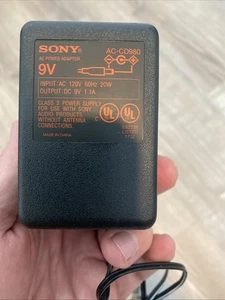 SONY
AC-CD980
AC POWER ADAPTOR
9V
INPUT: AC 120V 60Hz 20W
OUTPUT: DC 9V 1.1A
CLASS 2 POWER SUPPLY
FOR USE WITH SONY
AUDIO PRODUCTS
WITHOUT ANTENNA
CONNECTIONS
UL
UL
MADE IN CHINA